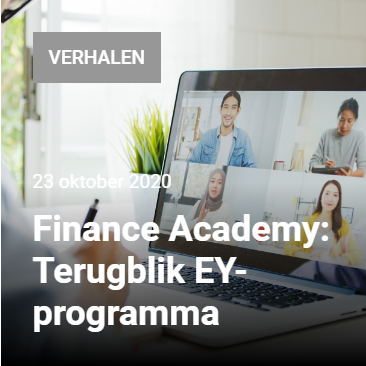 VERHALEN
23 oktober 2020
Finance Academy:
Terugblik EY-
programma